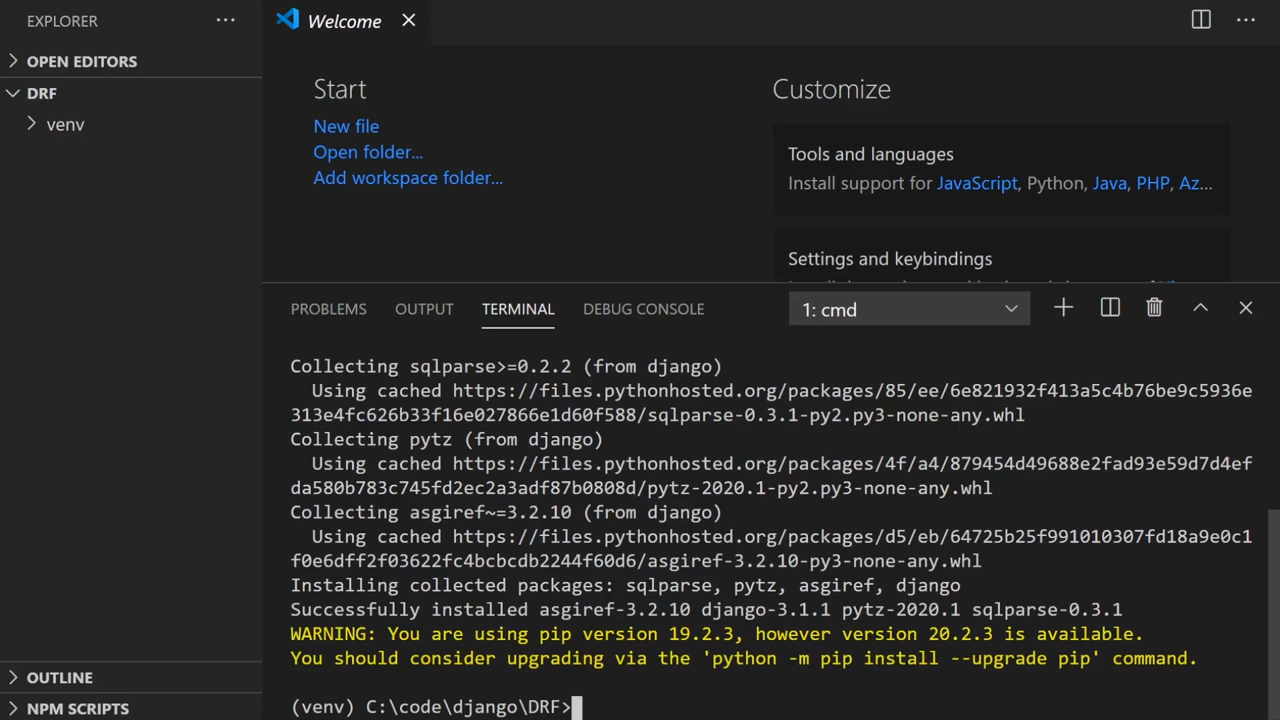 EXPLORER
Welcome
OPEN EDITORS
DRF
venv
Start
New file
Open folder...
Add workspace folder...
Customize
Tools and languages
Install support for JavaScript, Python, Java, PHP, Az...
Settings and keybindings
PROBLEMS OUTPUT TERMINAL DEBUG CONSOLE 1: cmd
Collecting sqlparse>=0.2.2 (from django)
Using cached https://files.pythonhosted.org/packages/85/ee/6e821932f413a5c4b76be9c5936e
313e4fc626b33f16e027866e1d60f588/sqlparse-0.3.1-py2.py3-none-any.whl
Collecting pytz (from django)
Using cached https://files.pythonhosted.org/packages/4f/a4/879454d49688e2fad93e59d7d4ef
da580b783c745fd2ec2a3adf87b0808d/pytz-2020.1-py2.py3-none-any.whl
Collecting asgiref~=3.2.10 (from django)
Using cached https://files.pythonhosted.org/packages/d5/eb/64725b25f991010307fd18a9e0c1
f0e6dff2f03622fc4bcbcdb2244f60d6/asgiref-3.2.10-py3-none-any.whl
Installing collected packages: sqlparse, pytz, asgiref, django
Successfully installed asgiref-3.2.10 django-3.1.1 pytz-2020.1 sqlparse-0.3.1
WARNING: You are using pip version 19.2.3, however version 20.2.3 is available.
You should consider upgrading via the 'python -m pip install --upgrade pip' command.
(venv) C:\code\django\DRF>
OUTLINE
NPM SCRIPTS